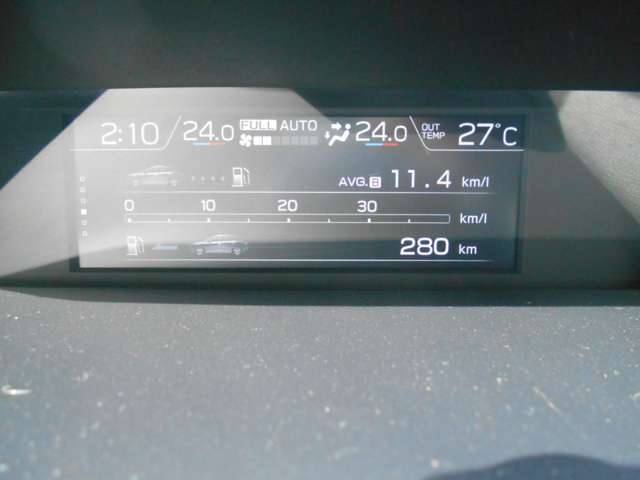 2:10 24.0 FULL AUTO 24.0 OUT TEMP 27°C
AVG. B 11.4 km/l
0 10 20 30 km/l
280 km